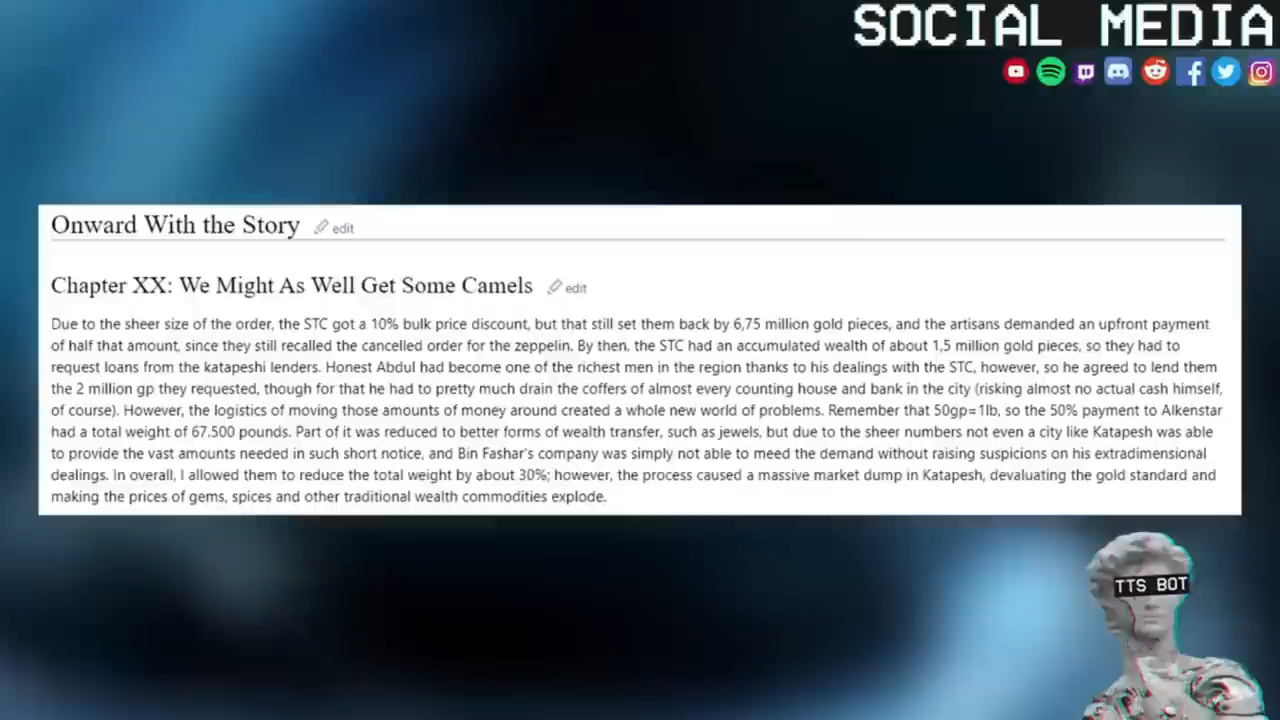 SOCIAL MEDIA
Onward With the Story edit
Chapter XX: We Might As Well Get Some Camels edit
Due to the sheer size of the order, the STC got a 10% bulk price discount, but that still set them back by 6,75 million gold pieces, and the artisans demanded an upfront payment
of half that amount, since they still recalled the cancelled order for the zeppelin. By then, the STC had an accumulated wealth of about 1,5 million gold pieces, so they had to
request loans from the katapeshi lenders. Honest Abdul had become one of the richest men in the region thanks to his dealings with the STC, however, so he agreed to lend them
the 2 million gp they requested, though for that he had to pretty much drain the coffers of almost every counting house and bank in the city (risking almost no actual cash himself,
of course). However, the logistics of moving those amounts of money around created a whole new world of problems. Remember that 50gp=1lb, so the 50% payment to Alkenstar
had a total weight of 67.500 pounds. Part of it was reduced to better forms of wealth transfer, such as jewels, but due to the sheer numbers not even a city like Katapesh was able
to provide the vast amounts needed in such short notice, and Bin Fashar's company was simply not able to meed the demand without raising suspicions on his extradimensional
dealings. In overall, I allowed them to reduce the total weight by about 30%; however, the process caused a massive market dump in Katapesh, devaluating the gold standard and
making the prices of gems, spices and other traditional wealth commodities explode.
TTS BOT